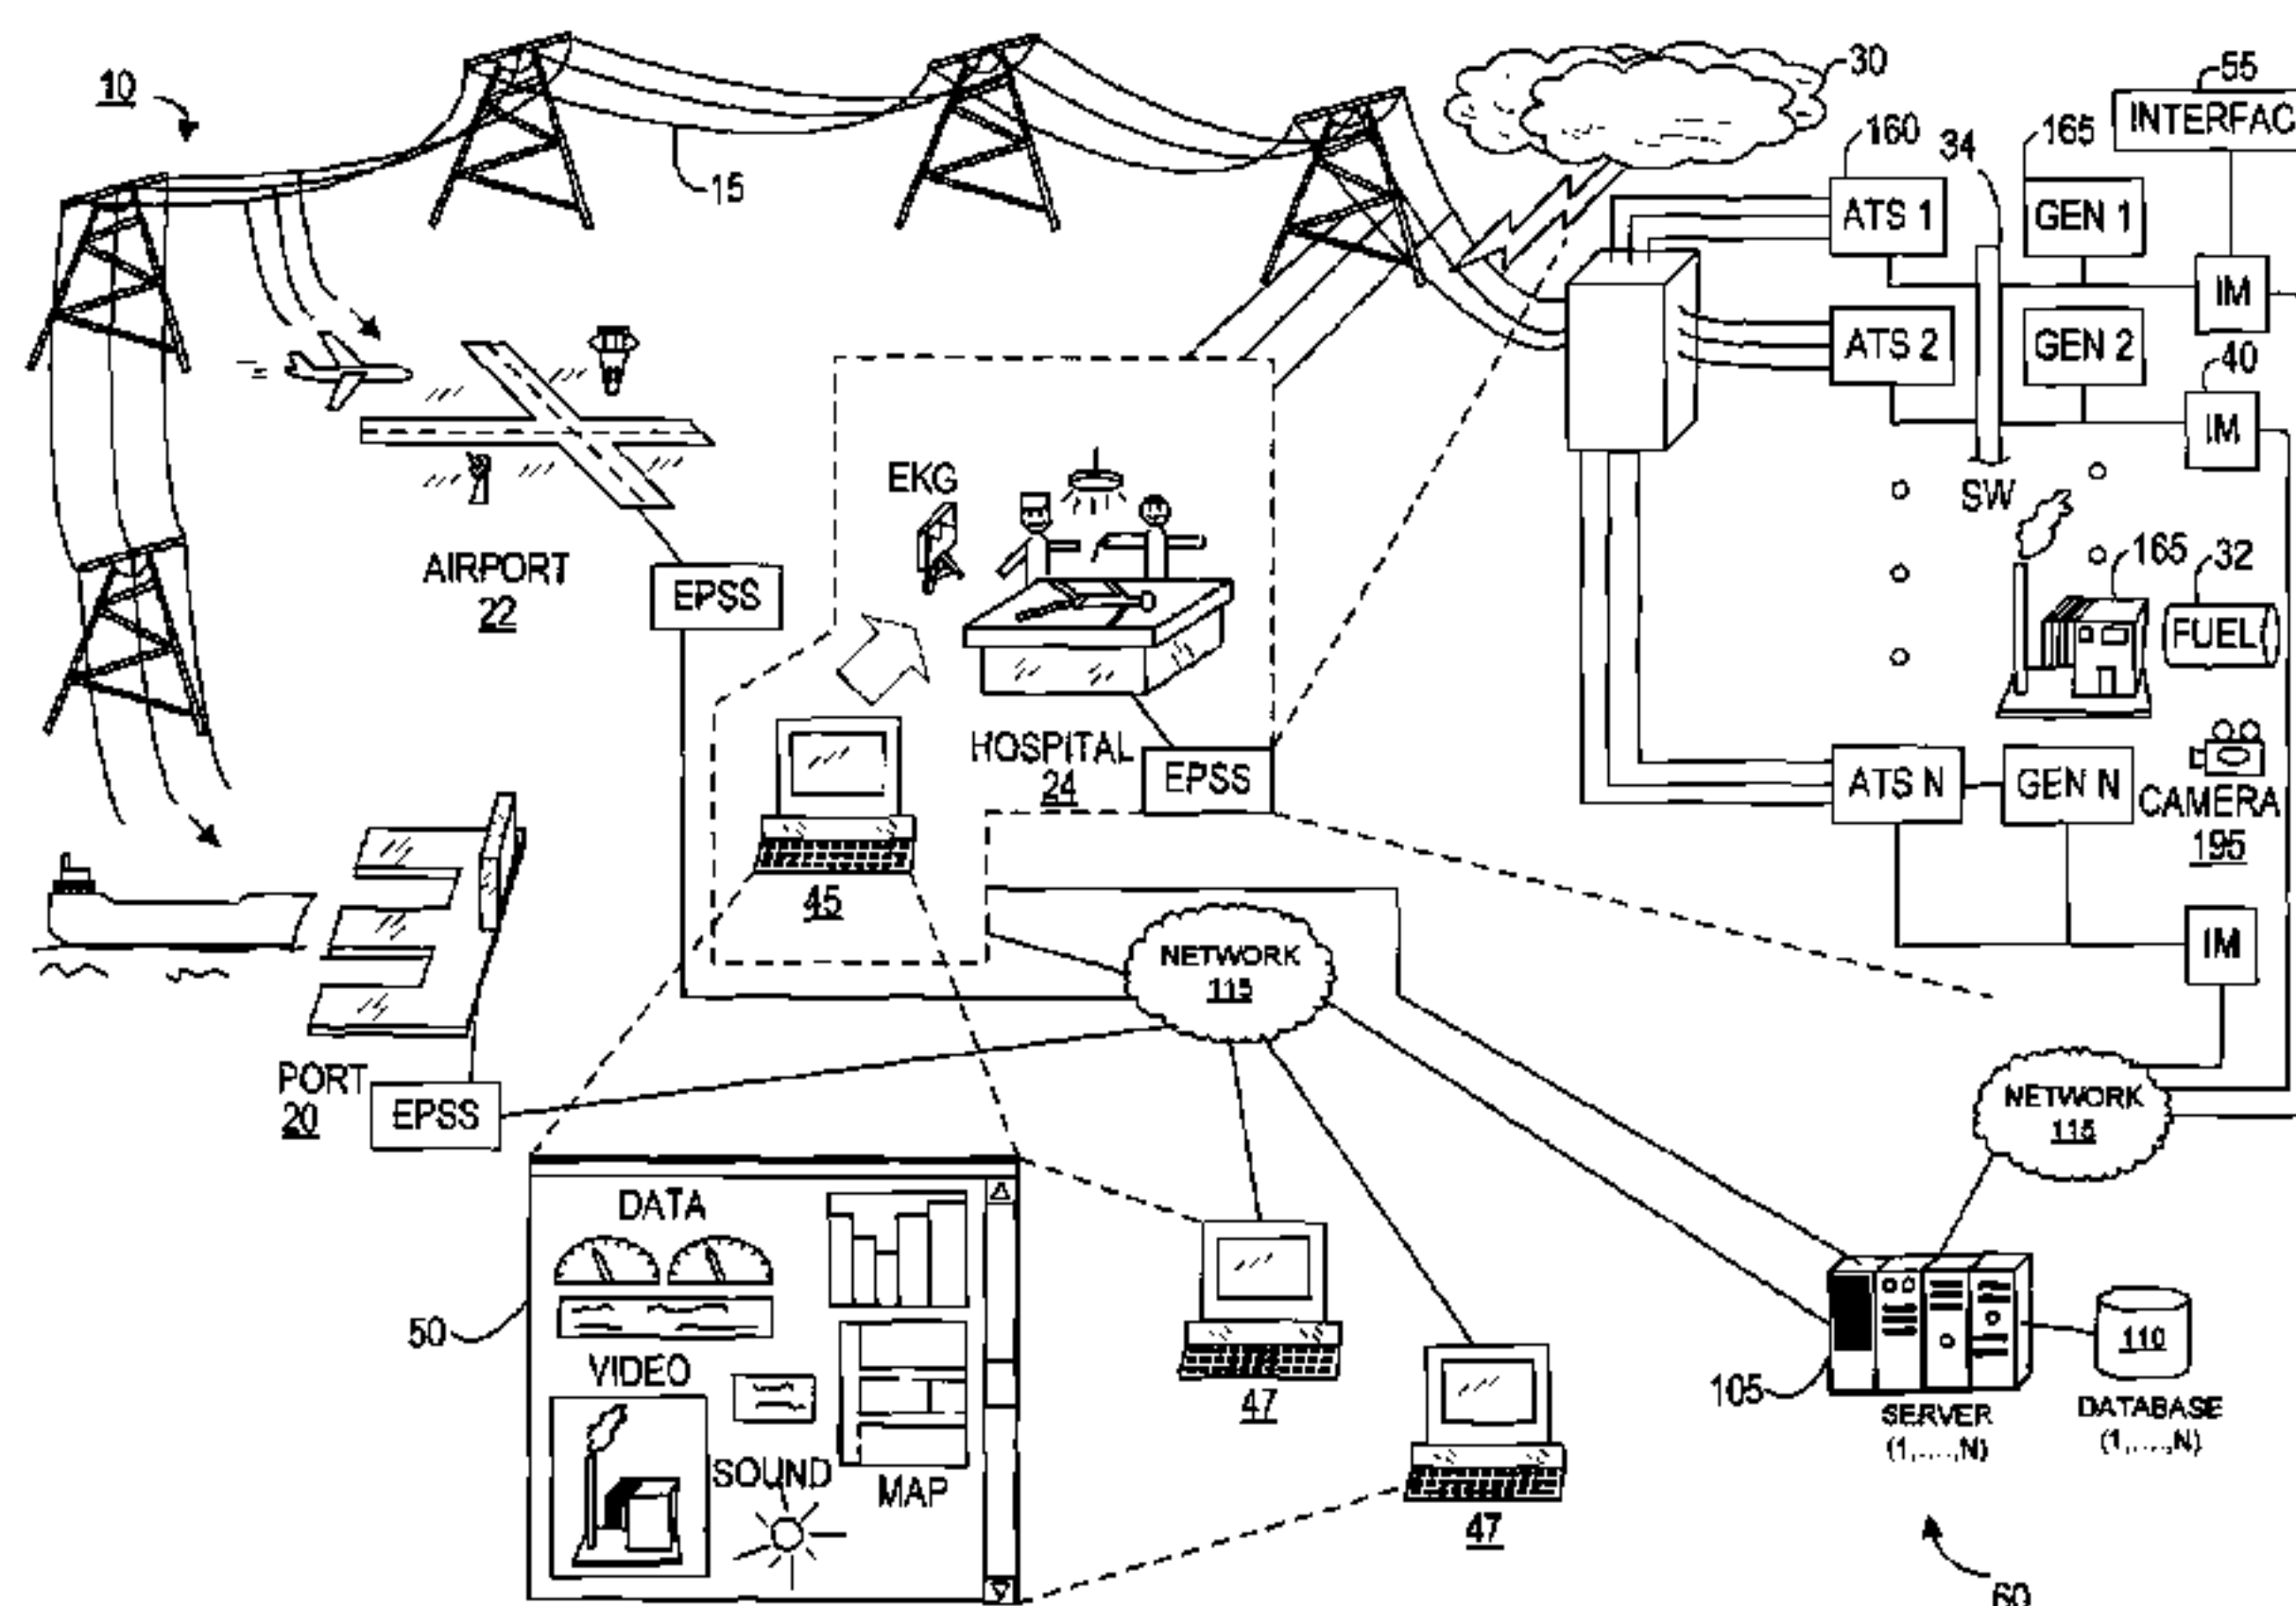 10
15
30
55
INTERFAC
160
34
165
ATS 1
GEN 1
IM
ATS 2
GEN 2
40
IM
SW
EKG
AIRPORT
22
EPSS
165
32
FUEL
HOSPITAL
24
EPSS
ATS N
GEN N
CAMERA
195
45
IM
NETWORK
115
PORT
20
EPSS
NETWORK
115
DATA
50
VIDEO
SOUND
MAP
47
47
105
110
SERVER
(1,....,N)
DATABASE
(1,....,N)
60